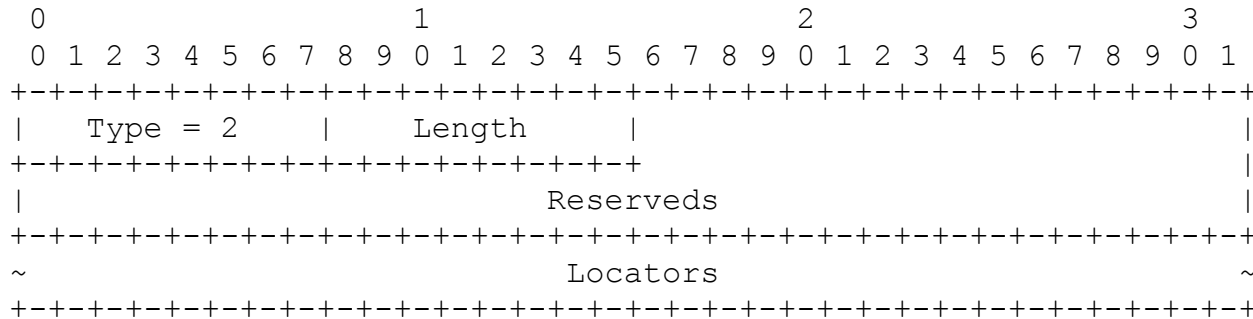 0                   1                   2                   3
 0 1 2 3 4 5 6 7 8 9 0 1 2 3 4 5 6 7 8 9 0 1 2 3 4 5 6 7 8 9 0 1
+-+-+-+-+-+-+-+-+-+-+-+-+-+-+-+-+-+-+-+-+-+-+-+-+-+-+-+-+-+-+-+-+
|   Type = 2    |    Length     |                               |
+-+-+-+-+-+-+-+-+-+-+-+-+-+-+-+-+                               |
|                           Reserveds                           |
+-+-+-+-+-+-+-+-+-+-+-+-+-+-+-+-+-+-+-+-+-+-+-+-+-+-+-+-+-+-+-+-+
~                            Locators                           ~
+-+-+-+-+-+-+-+-+-+-+-+-+-+-+-+-+-+-+-+-+-+-+-+-+-+-+-+-+-+-+-+-+